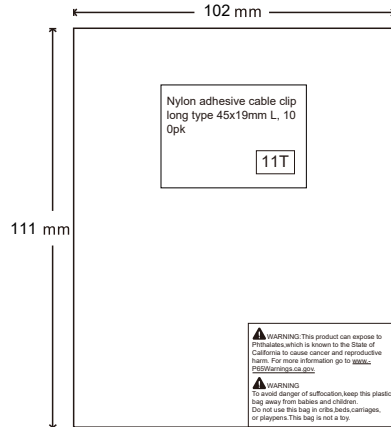 102 mm
Nylon adhesive cable clip
long type 45x19mm L, 10
0pk
11T
111 mm
WARNING:This product can expose to
Phthalates,which is known to the State of
California to cause cancer and reproductive
harm. For more information go to www.-
P65Warnings.ca.gov.
WARNING
To avoid danger of suffocation,keep this plastic
bag away from babies and children.
Do not use this bag in cribs,beds,carriages,
or playpens.This bag is not a toy.